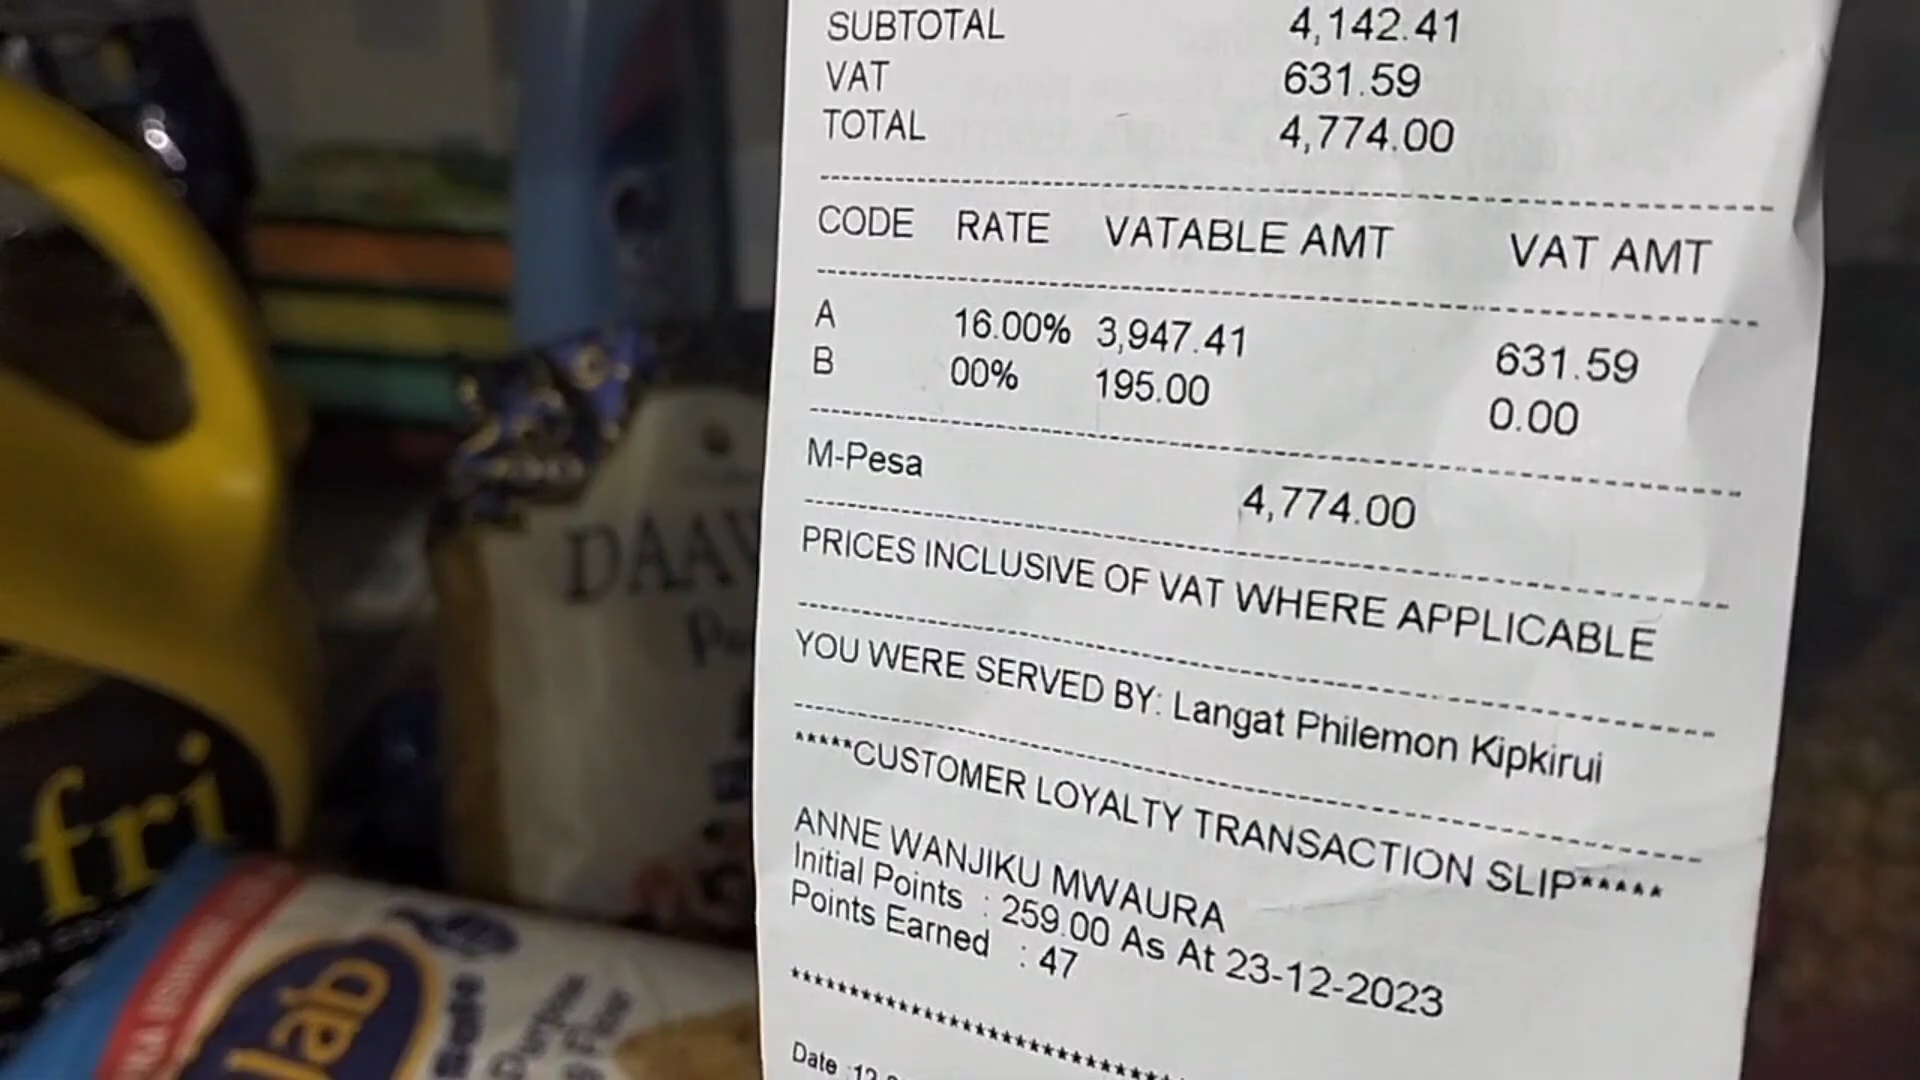 SUBTOTAL 4,142.41
VAT 631.59
TOTAL 4,774.00
CODE RATE VATABLE AMT VAT AMT
A 16.00% 3,947.41 631.59
B 00% 195.00 0.00
M-Pesa 4,774.00
PRICES INCLUSIVE OF VAT WHERE APPLICABLE
YOU WERE SERVED BY: Langat Philemon Kipkirui
*****CUSTOMER LOYALTY TRANSACTION SLIP*****
ANNE WANJIKU MWAURA
Initial Points : 259.00 As At 23-12-2023
Points Earned : 47
Date :
DAAW
fri